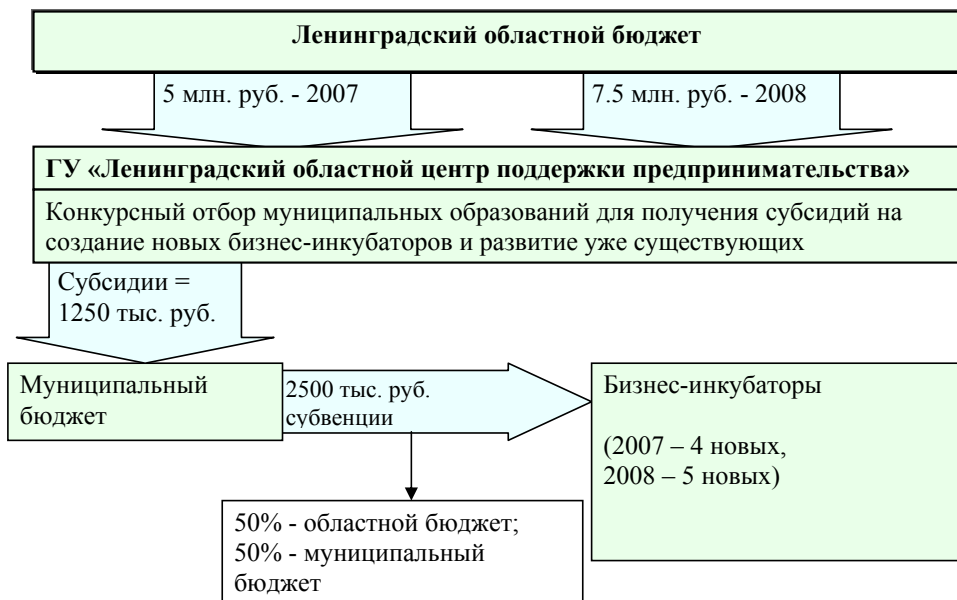 Ленинградский областной бюджет
5 млн. руб. - 2007
7.5 млн. руб. - 2008
ГУ «Ленинградский областной центр поддержки предпринимательства»
Конкурсный отбор муниципальных образований для получения субсидий на
создание новых бизнес-инкубаторов и развитие уже существующих
Субсидии =
1250 тыс. руб.
Муниципальный
бюджет
2500 тыс. руб.
субвенции
Бизнес-инкубаторы
(2007 – 4 новых,
2008 – 5 новых)
50% - областной бюджет;
50% - муниципальный
бюджет